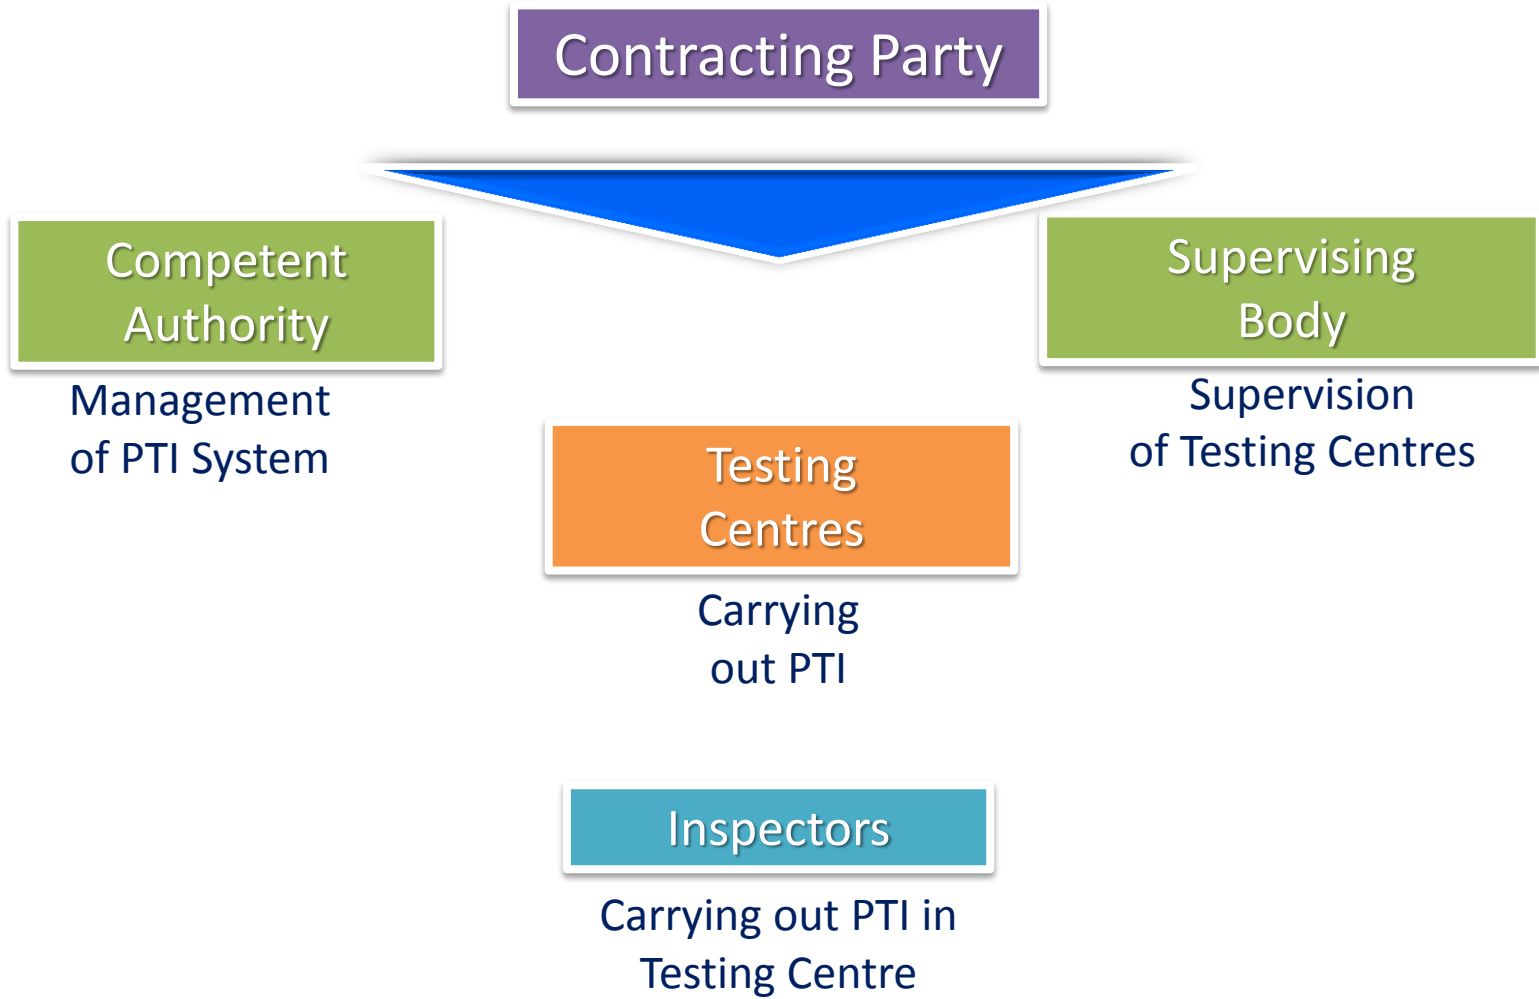 Contracting Party
Competent
Authority
Management
of PTI System
Supervising
Body
Supervision
of Testing Centres
Testing
Centres
Carrying
out PTI
Inspectors
Carrying out PTI in
Testing Centre